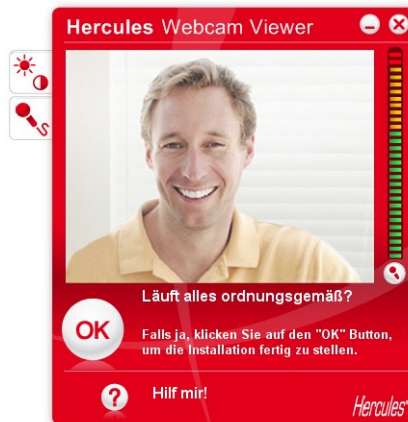 Hercules Webcam Viewer
Läuft alles ordnungsgemäß?
OK
Falls ja, klicken Sie auf den "OK" Button,
um die Installation fertig zu stellen.
? Hilf mir!
Hercules